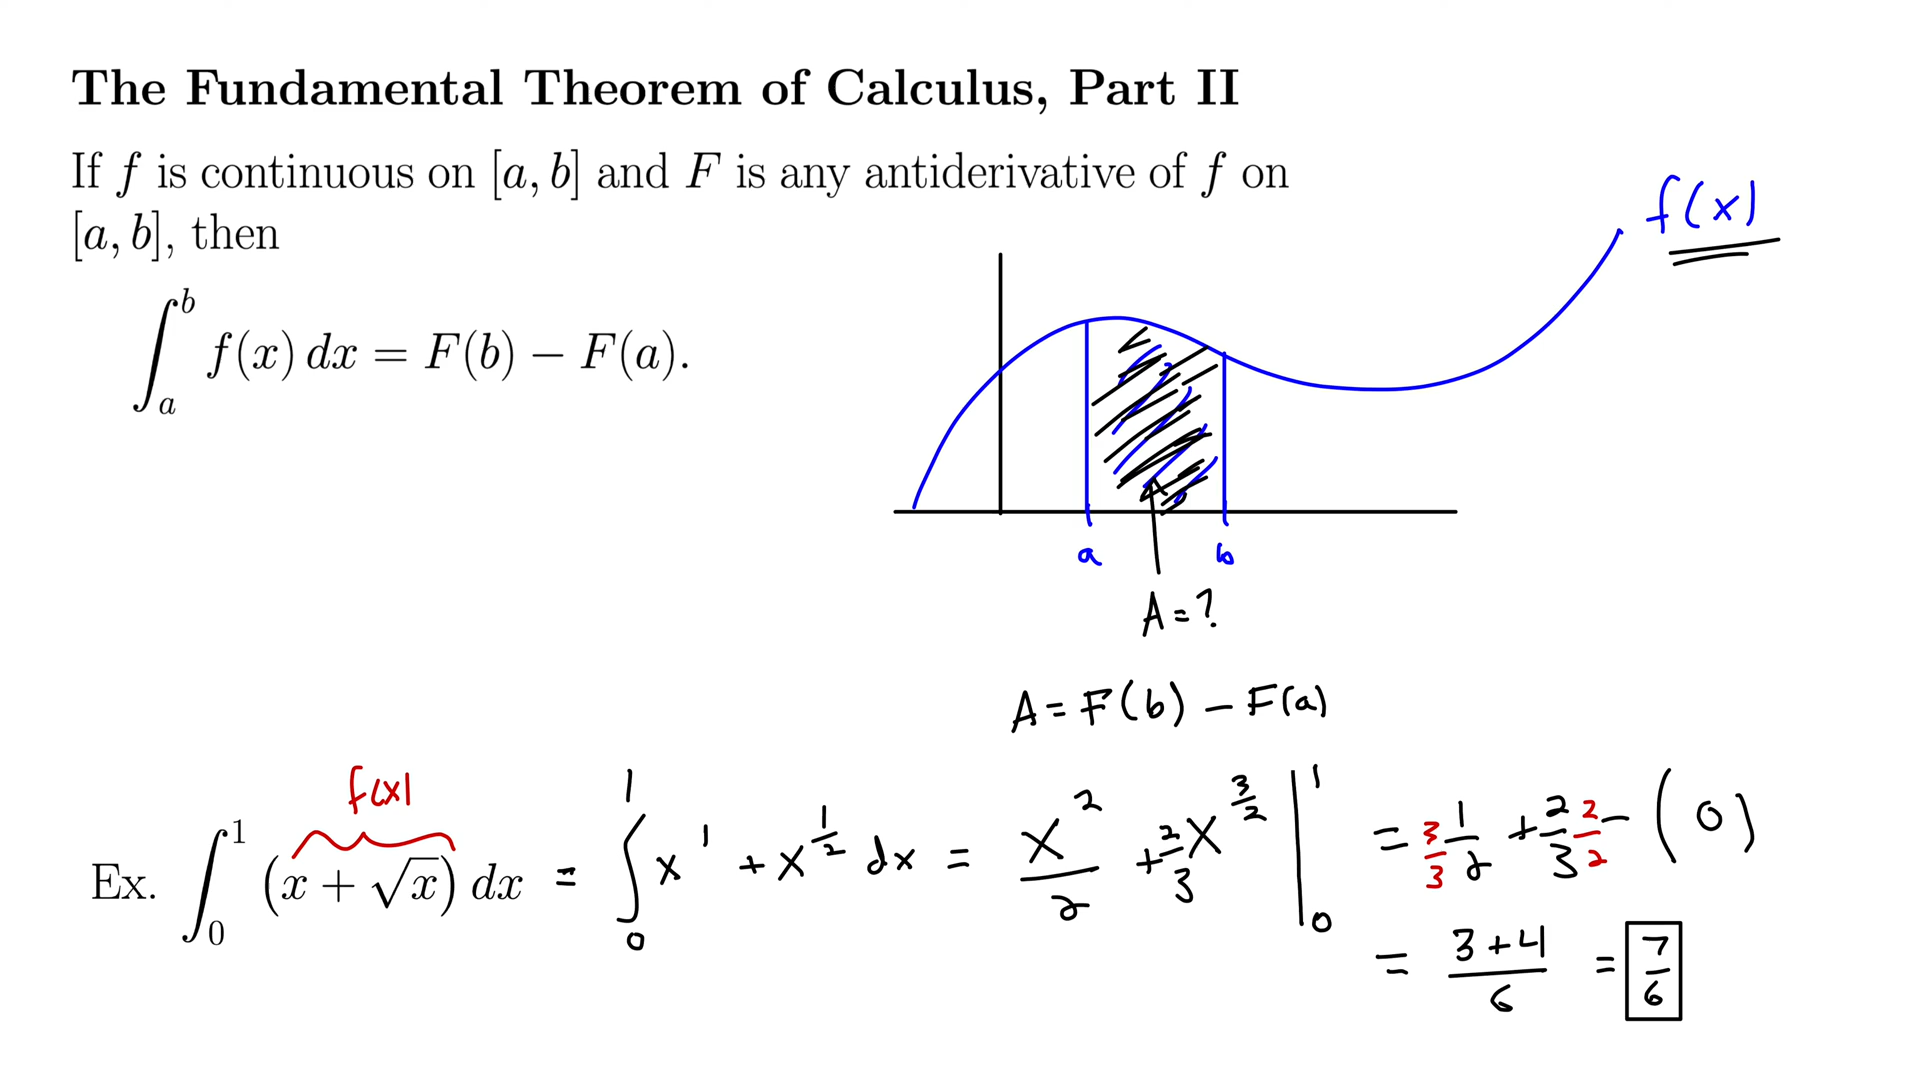 The Fundamental Theorem of Calculus, Part II
If f is continuous on [a, b] and F is any antiderivative of f on
[a, b], then
∫_a^b f(x) dx = F(b) − F(a).
f(x)
a b
A = ?
A = F(b) − F(a)
f(x)
Ex. ∫_0^1 (x + √x) dx = ∫_0^1 x^1 + x^{1/2} dx = x^2/2 + 2/3 x^{3/2} |_0^1 = 3/3 1/2 + 2/3 2/2 − (0)
= 3+4/6 = 7/6